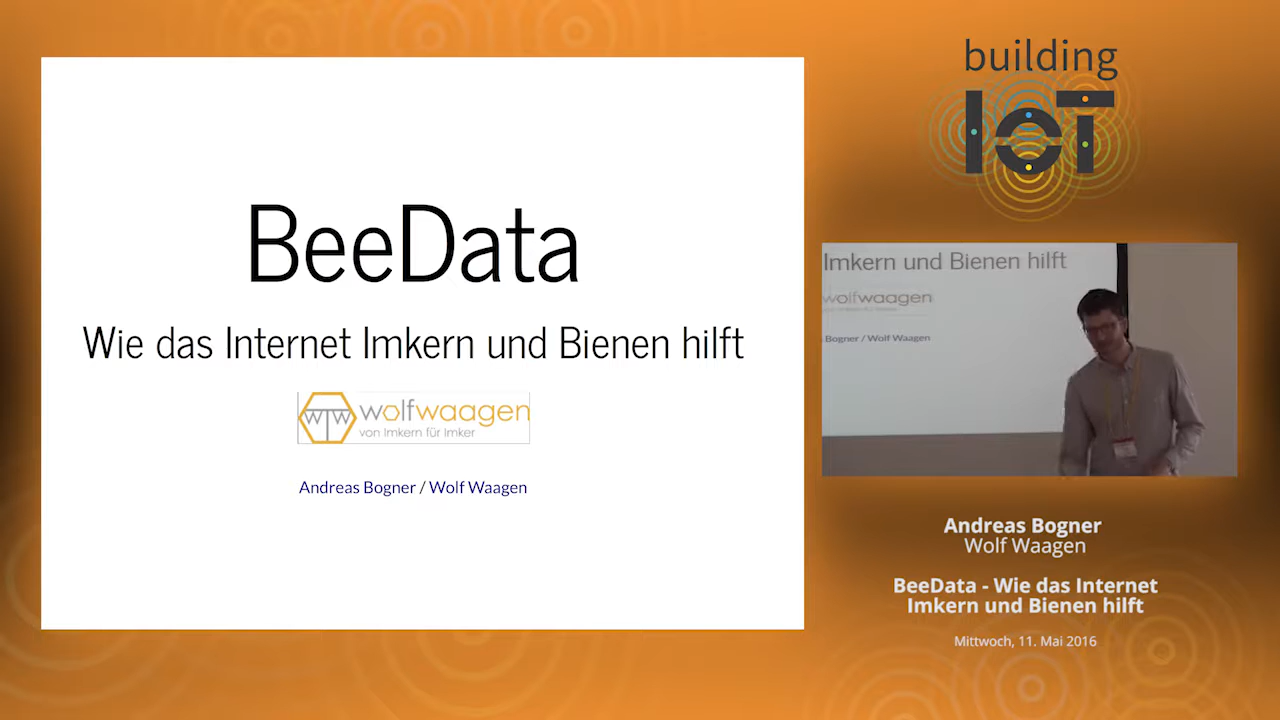 BeeData
Wie das Internet Imkern und Bienen hilft
WTW wolfwaagen
von Imkern für Imker
Andreas Bogner / Wolf Waagen
building
IoT
Imkern und Bienen hilft
wolfwaagen
Bogner / Wolf Waagen
Andreas Bogner
Wolf Waagen
BeeData - Wie das Internet
Imkern und Bienen hilft
Mittwoch, 11. Mai 2016